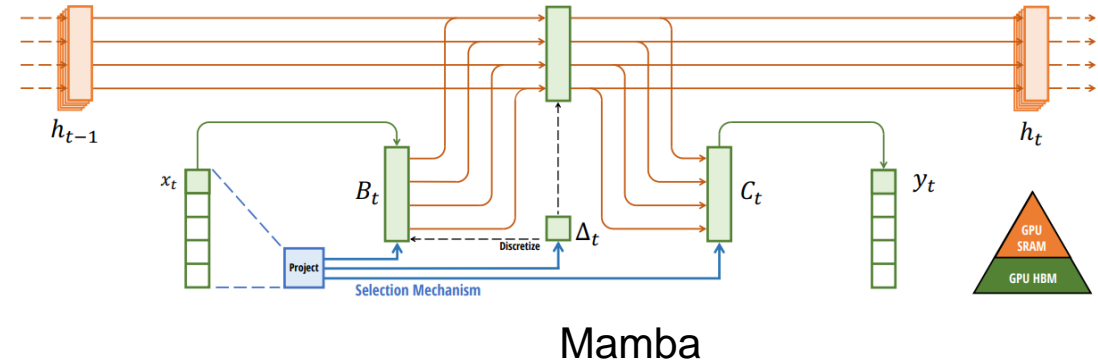 h_{t−1}
h_t
x_t
B_t
C_t
y_t
Δ_t
Discretize
Project
Selection Mechanism
GPU
SRAM
GPU HBM
Mamba